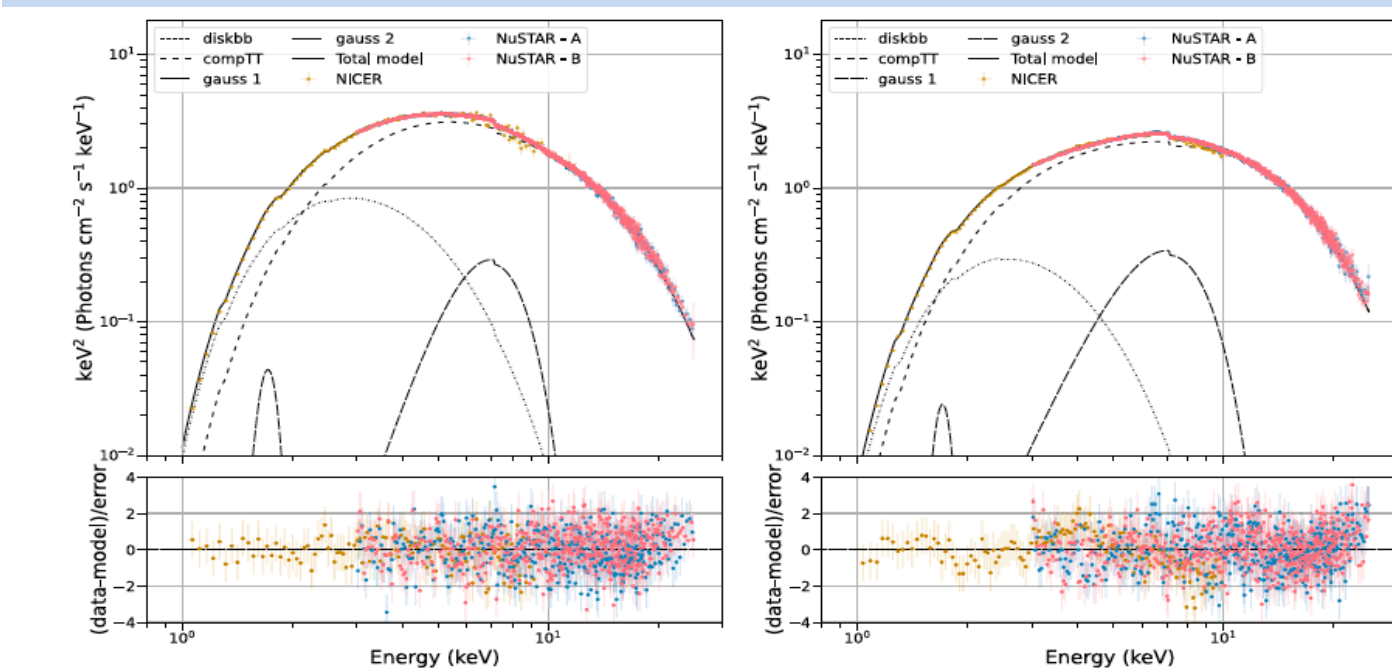 diskbb
compTT
gauss 1
gauss 2
Total model
NICER
NuSTAR - A
NuSTAR - B
keV² (Photons cm⁻² s⁻¹ keV⁻¹)
10¹
10⁰
10⁻¹
10⁻²
(data-model)/error
4
2
0
−2
−4
10⁰
10¹
Energy (keV)
diskbb
compTT
gauss 1
gauss 2
Total model
NICER
NuSTAR - A
NuSTAR - B
keV² (Photons cm⁻² s⁻¹ keV⁻¹)
10¹
10⁰
10⁻¹
10⁻²
(data-model)/error
4
2
0
−2
−4
10⁰
10¹
Energy (keV)